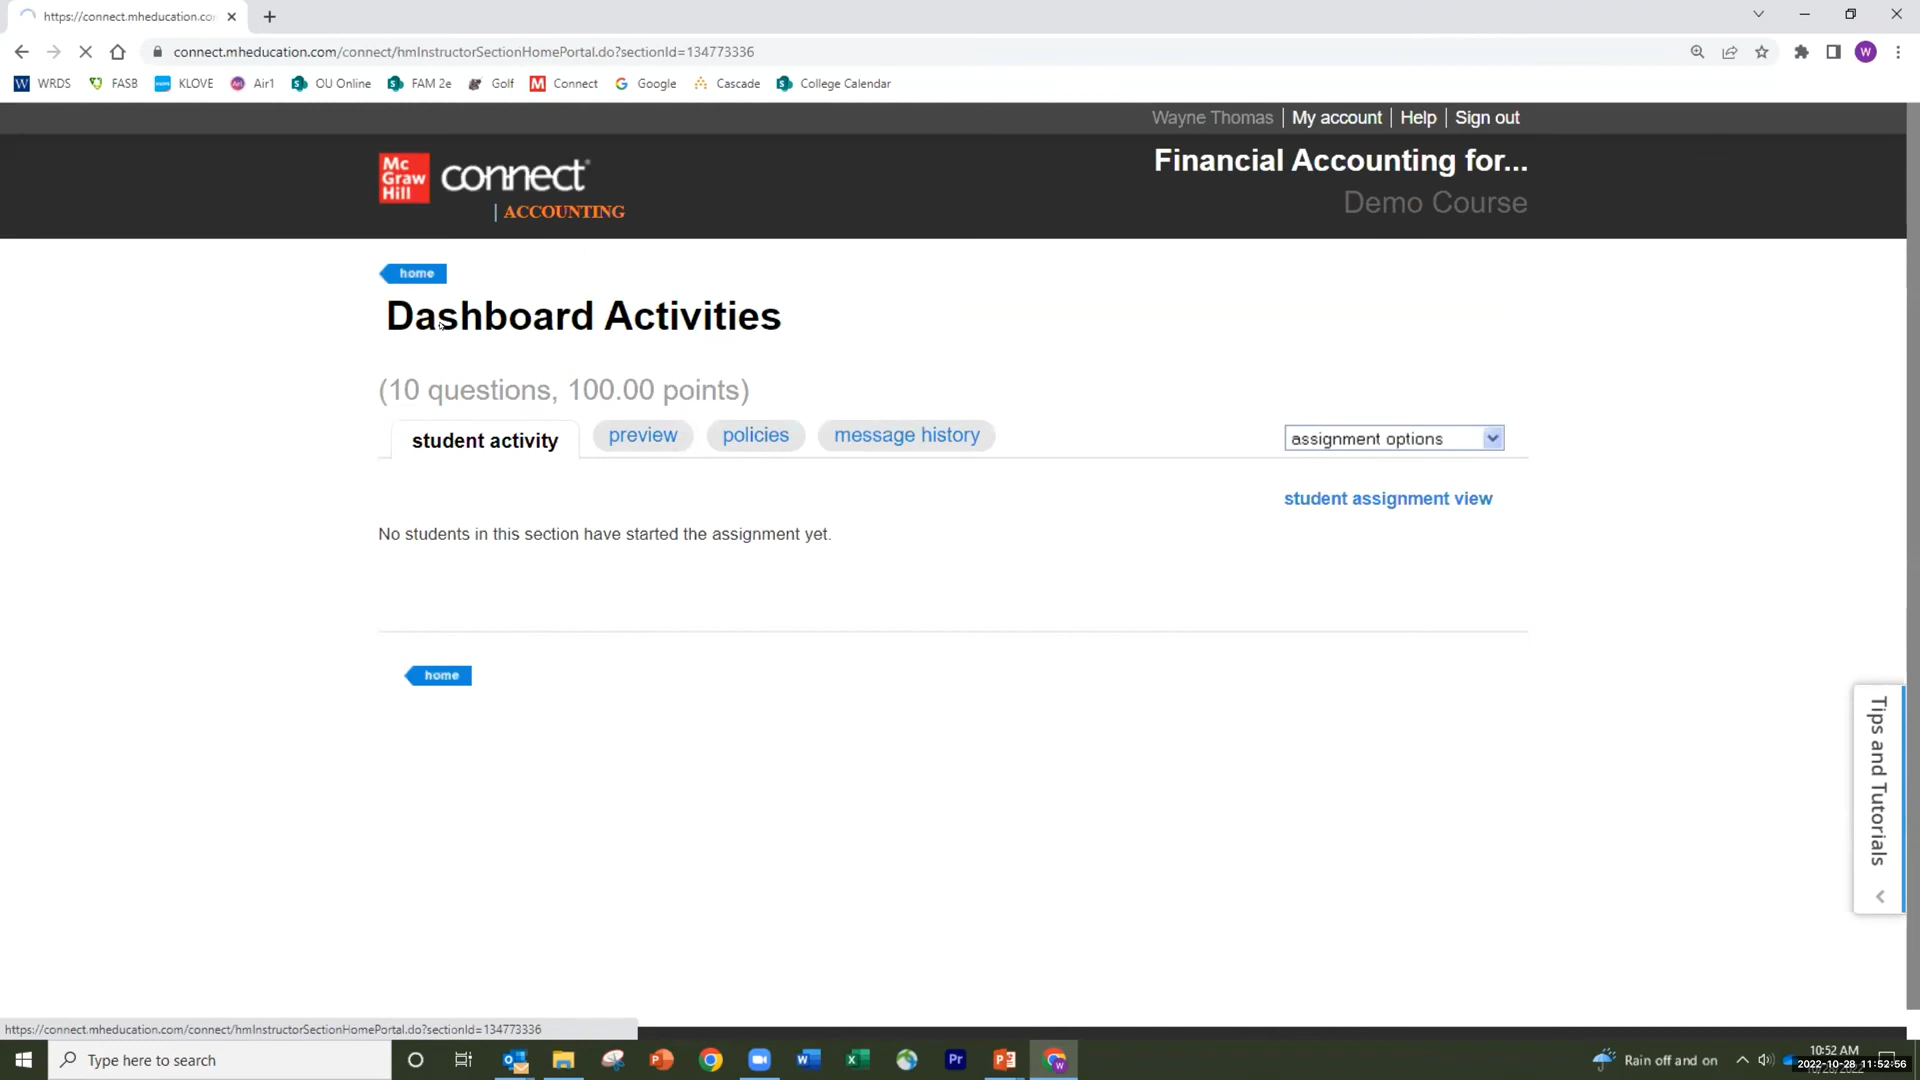 https://connect.mheducation.co
connect.mheducation.com/connect/hmInstructorSectionHomePortal.do?sectionId=134773336
W
W WRDS FASB KLOVE Air1 OU Online FAM 2e Golf M Connect G Google Cascade College Calendar
Wayne Thomas | My account | Help | Sign out
Mc Graw Hill connect
| ACCOUNTING
Financial Accounting for...
Demo Course
home
Dashboard Activities
(10 questions, 100.00 points)
student activity preview policies message history assignment options
student assignment view
No students in this section have started the assignment yet.
home
Tips and Tutorials
https://connect.mheducation.com/connect/hmInstructorSectionHomePortal.do?sectionId=134773336
Type here to search
Pr
Rain off and on
10:52 AM
2022-10-28 11:52:56